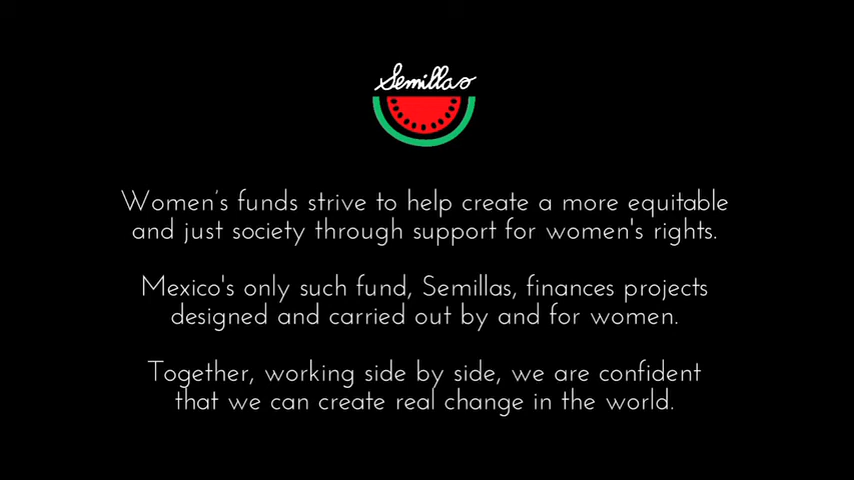 Semillas
Women's funds strive to help create a more equitable
and just society through support for women's rights.
Mexico's only such fund, Semillas, finances projects
designed and carried out by and for women.
Together, working side by side, we are confident
that we can create real change in the world.